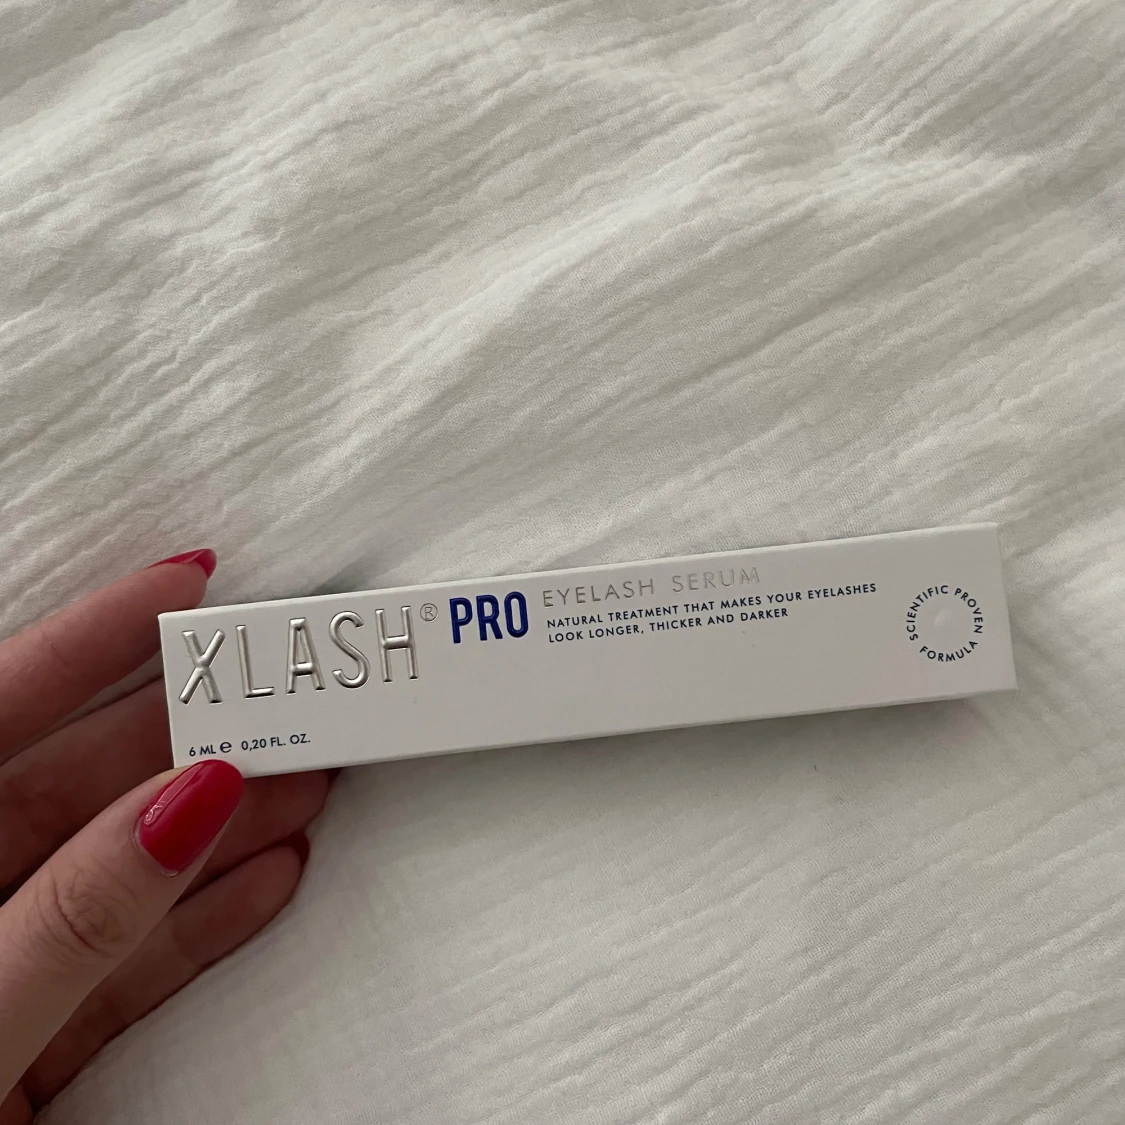 XLASH® PRO EYELASH SERUM
NATURAL TREATMENT THAT MAKES YOUR EYELASHES
LOOK LONGER, THICKER AND DARKER
SCIENTIFIC PROVEN FORMULA
6 ML ℮ 0,20 FL. OZ.